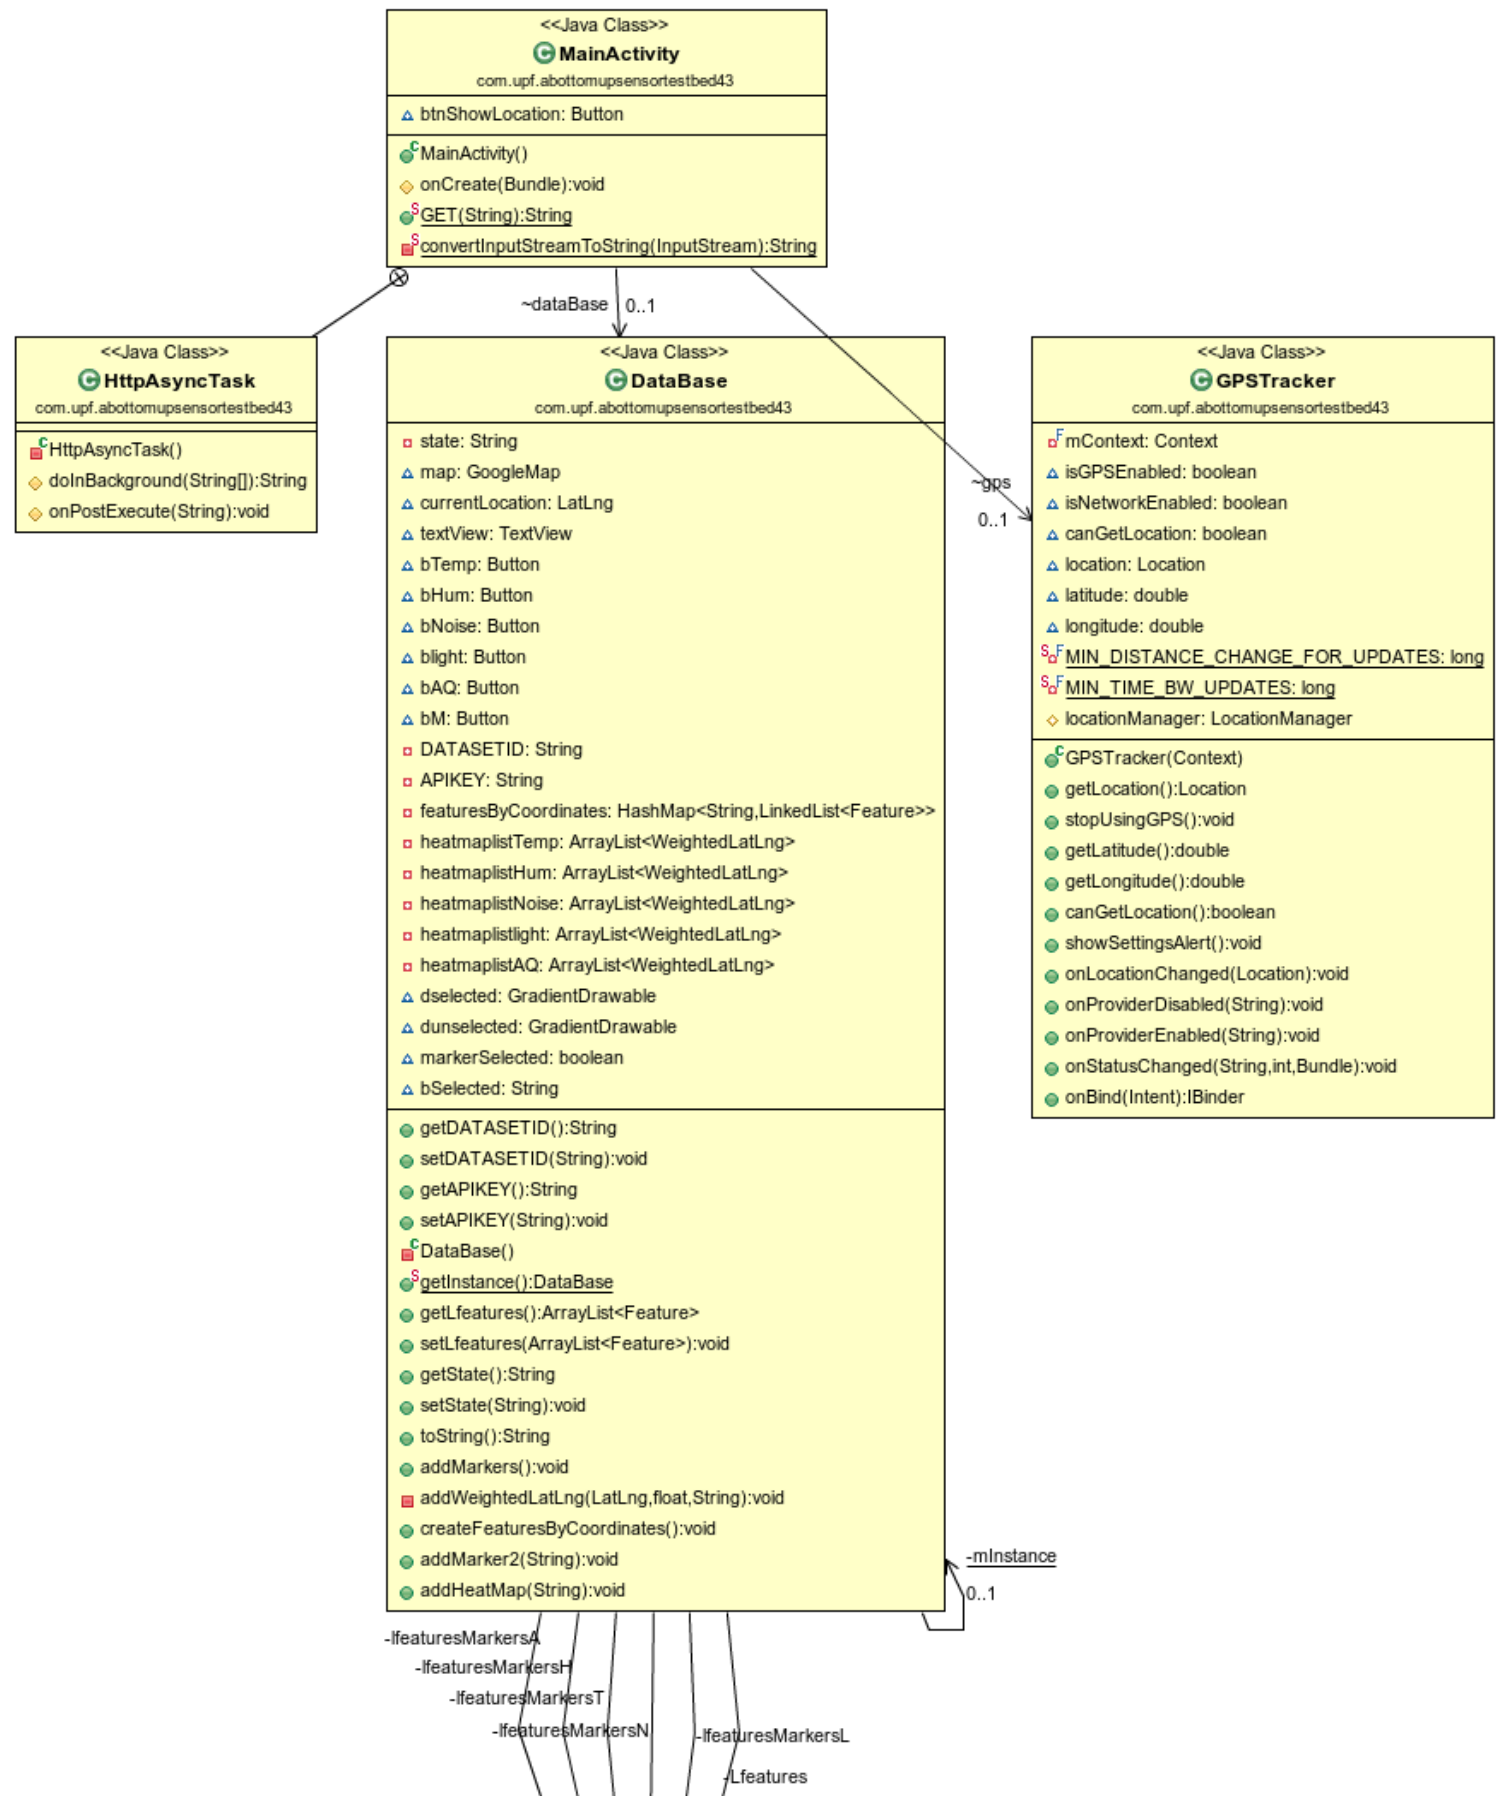 <<Java Class>>
MainActivity
com.upf.abottomupsensortestbed43
btnShowLocation: Button
MainActivity()
onCreate(Bundle):void
GET(String):String
convertInputStreamToString(InputStream):String
~dataBase
0..1
<<Java Class>>
HttpAsyncTask
com.upf.abottomupsensortestbed43
HttpAsyncTask()
doInBackground(String[]):String
onPostExecute(String):void
<<Java Class>>
DataBase
com.upf.abottomupsensortestbed43
state: String
map: GoogleMap
currentLocation: LatLng
textView: TextView
bTemp: Button
bHum: Button
bNoise: Button
blight: Button
bAQ: Button
bM: Button
DATASETID: String
APIKEY: String
featuresByCoordinates: HashMap<String,LinkedList<Feature>>
heatmaplistTemp: ArrayList<WeightedLatLng>
heatmaplistHum: ArrayList<WeightedLatLng>
heatmaplistNoise: ArrayList<WeightedLatLng>
heatmaplistlight: ArrayList<WeightedLatLng>
heatmaplistAQ: ArrayList<WeightedLatLng>
dselected: GradientDrawable
dunselected: GradientDrawable
markerSelected: boolean
bSelected: String
getDATASETID():String
setDATASETID(String):void
getAPIKEY():String
setAPIKEY(String):void
DataBase()
getInstance():DataBase
getLfeatures():ArrayList<Feature>
setLfeatures(ArrayList<Feature>):void
getState():String
setState(String):void
toString():String
addMarkers():void
addWeightedLatLng(LatLng,float,String):void
createFeaturesByCoordinates():void
addMarker2(String):void
addHeatMap(String):void
~gps
0..1
<<Java Class>>
GPSTracker
com.upf.abottomupsensortestbed43
mContext: Context
isGPSEnabled: boolean
isNetworkEnabled: boolean
canGetLocation: boolean
location: Location
latitude: double
longitude: double
MIN_DISTANCE_CHANGE_FOR_UPDATES: long
MIN_TIME_BW_UPDATES: long
locationManager: LocationManager
GPSTracker(Context)
getLocation():Location
stopUsingGPS():void
getLatitude():double
getLongitude():double
canGetLocation():boolean
showSettingsAlert():void
onLocationChanged(Location):void
onProviderDisabled(String):void
onProviderEnabled(String):void
onStatusChanged(String,int,Bundle):void
onBind(Intent):IBinder
-mInstance
0..1
-lfeaturesMarkersA
-lfeaturesMarkersH
-lfeaturesMarkersT
-lfeaturesMarkersN
-lfeaturesMarkersL
-Lfeatures